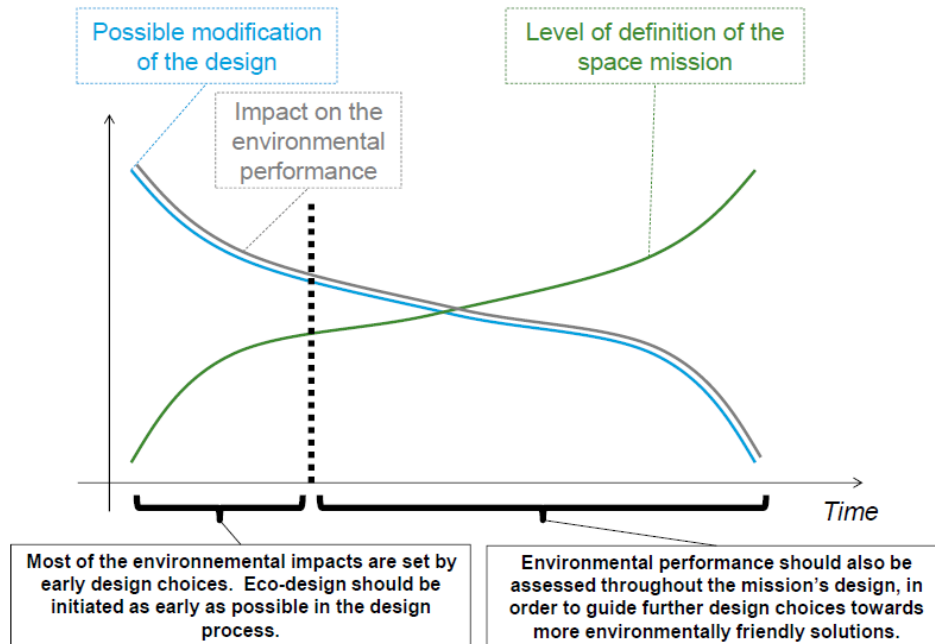 Possible modification
of the design
Level of definition of the
space mission
Impact on the
environmental
performance
Time
Most of the environnemental impacts are set by
early design choices.  Eco-design should be
initiated as early as possible in the design
process.
Environmental performance should also be
assessed throughout the mission's design, in
order to guide further design choices towards
more environmentally friendly solutions.